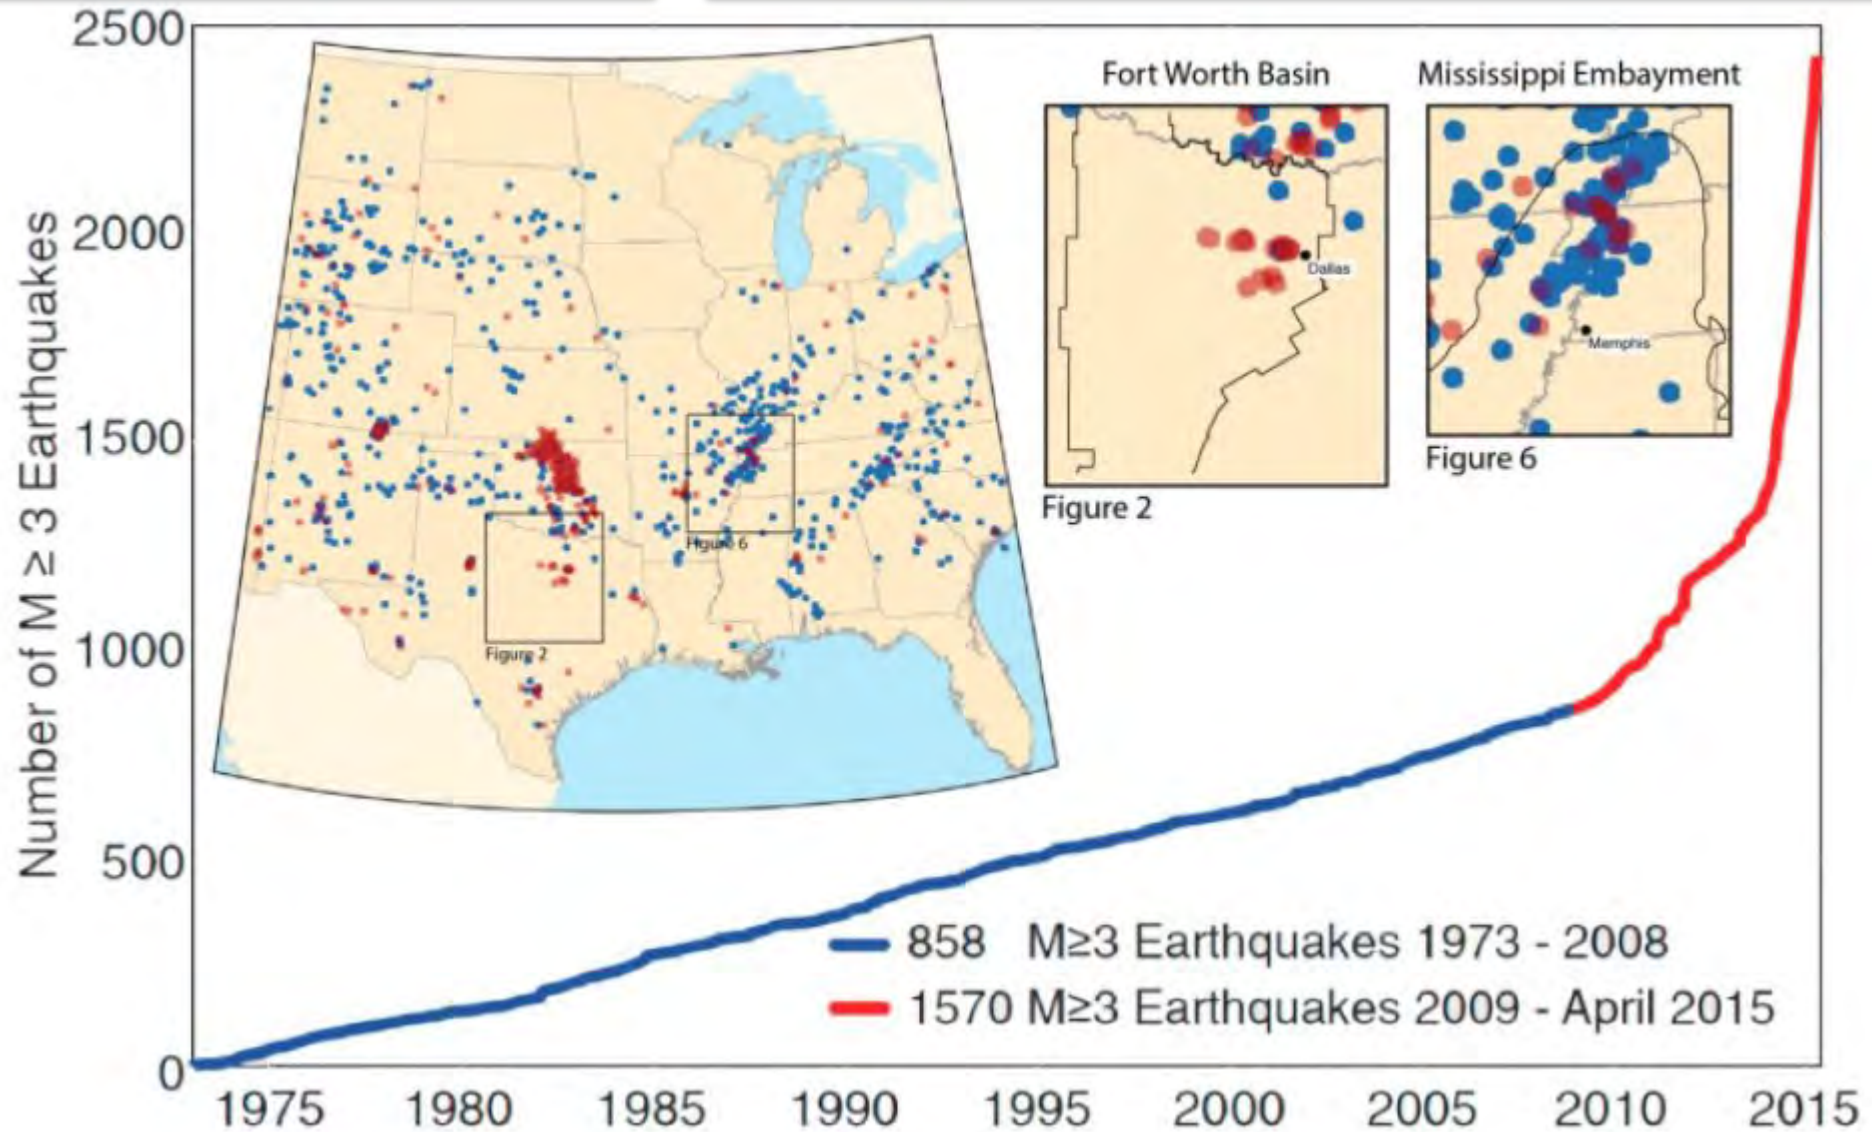 Number of M ≥ 3 Earthquakes
2500
2000
1500
1000
500
0
Figure 6
Figure 2
Fort Worth Basin
Dallas
Figure 2
Mississippi Embayment
Memphis
Figure 6
858 M≥3 Earthquakes 1973 - 2008
1570 M≥3 Earthquakes 2009 - April 2015
1975 1980 1985 1990 1995 2000 2005 2010 2015